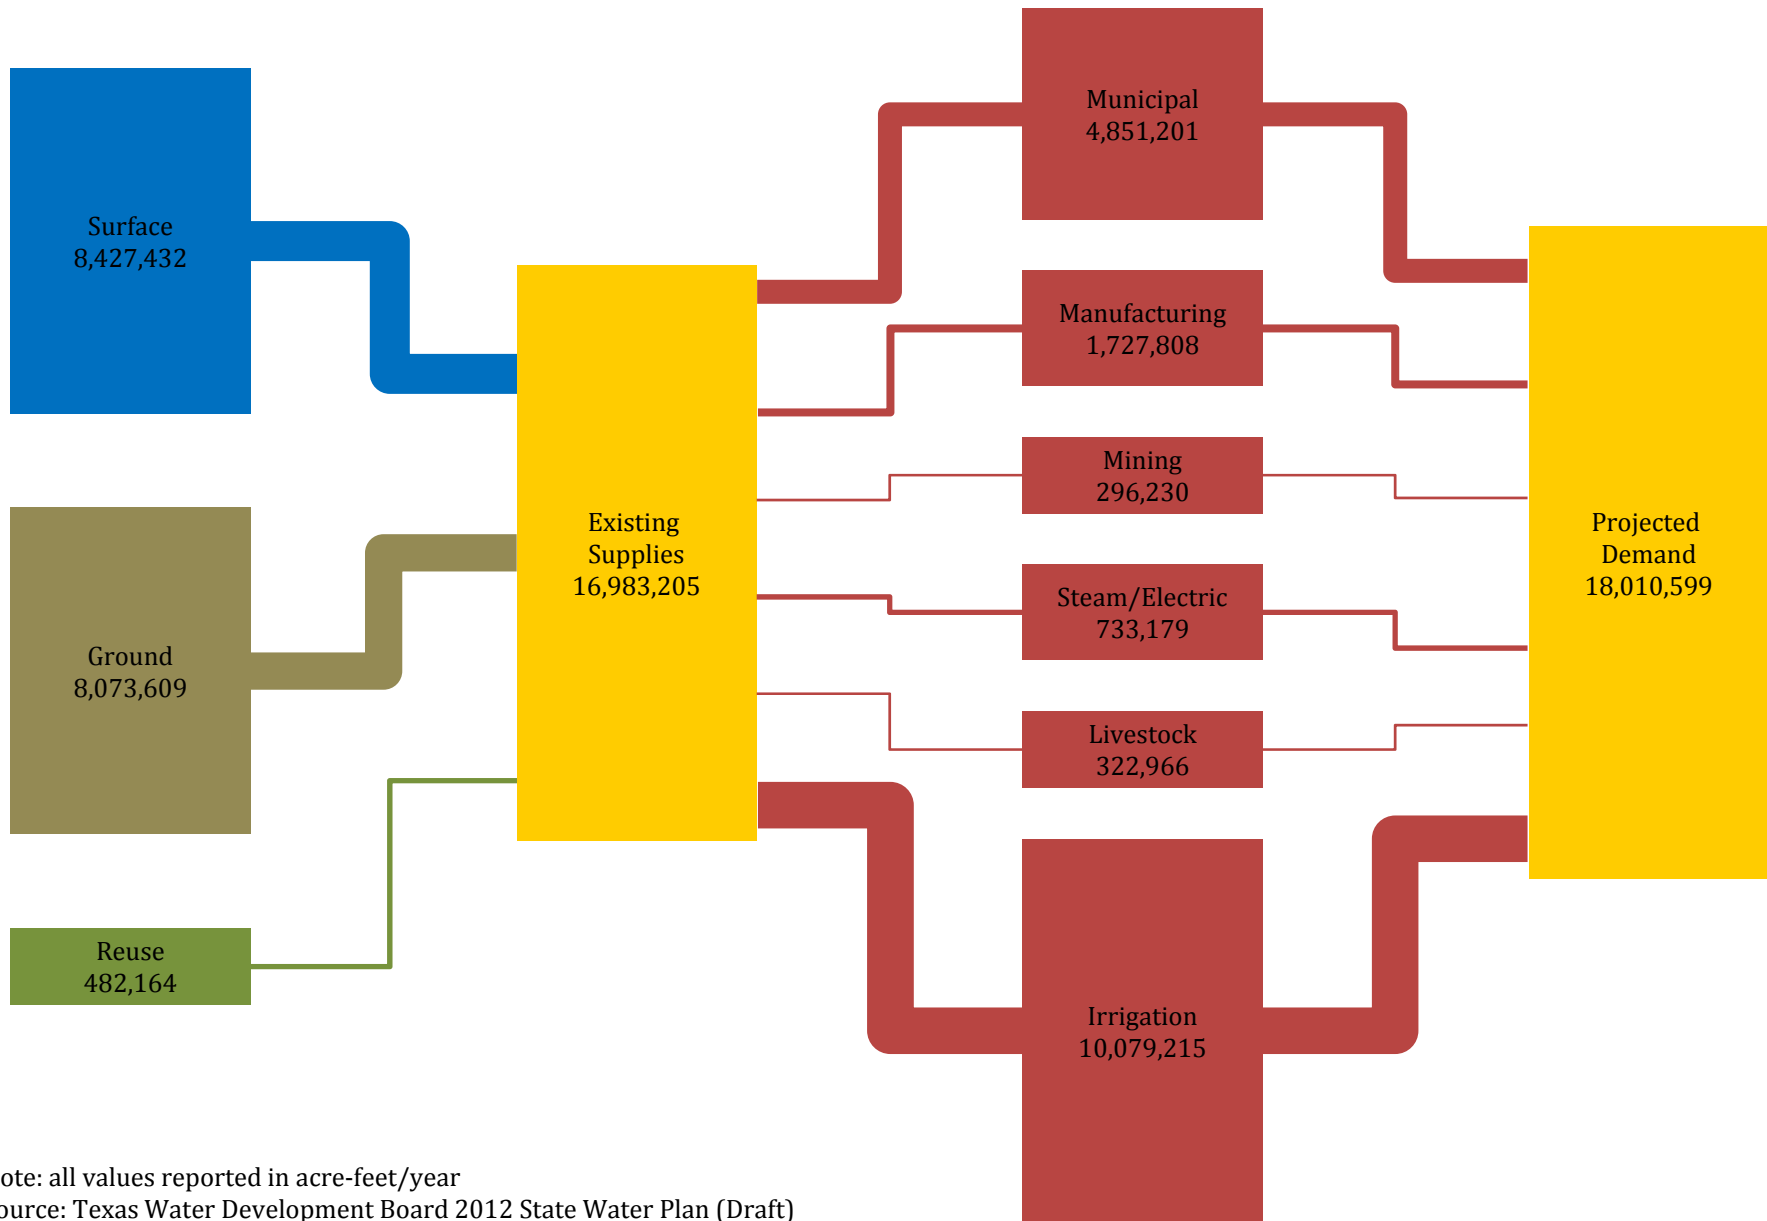 Surface
8,427,432
Ground
8,073,609
Reuse
482,164
Existing
Supplies
16,983,205
Municipal
4,851,201
Manufacturing
1,727,808
Mining
296,230
Steam/Electric
733,179
Livestock
322,966
Irrigation
10,079,215
Projected
Demand
18,010,599
ote: all values reported in acre-feet/year
ource: Texas Water Development Board 2012 State Water Plan (Draft)